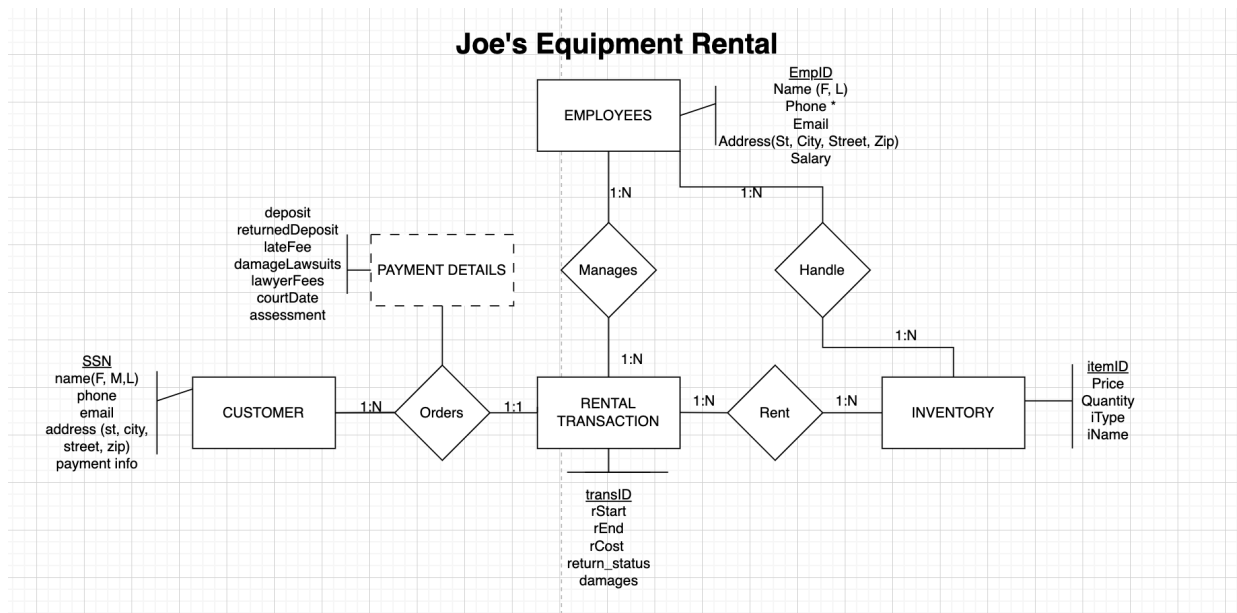 Joe's Equipment Rental
EMPLOYEES
EmpID
Name (F, L)
Phone *
Email
Address(St, City, Street, Zip)
Salary
1:N
1:N
deposit
returnedDeposit
lateFee
damageLawsuits
lawyerFees
courtDate
assessment
PAYMENT DETAILS
Manages
Handle
1:N
1:N
SSN
name(F, M,L)
phone
email
address (st, city,
street, zip)
payment info
CUSTOMER
1:N
Orders
1:1
RENTAL
TRANSACTION
1:N
Rent
1:N
INVENTORY
itemID
Price
Quantity
iType
iName
transID
rStart
rEnd
rCost
return_status
damages